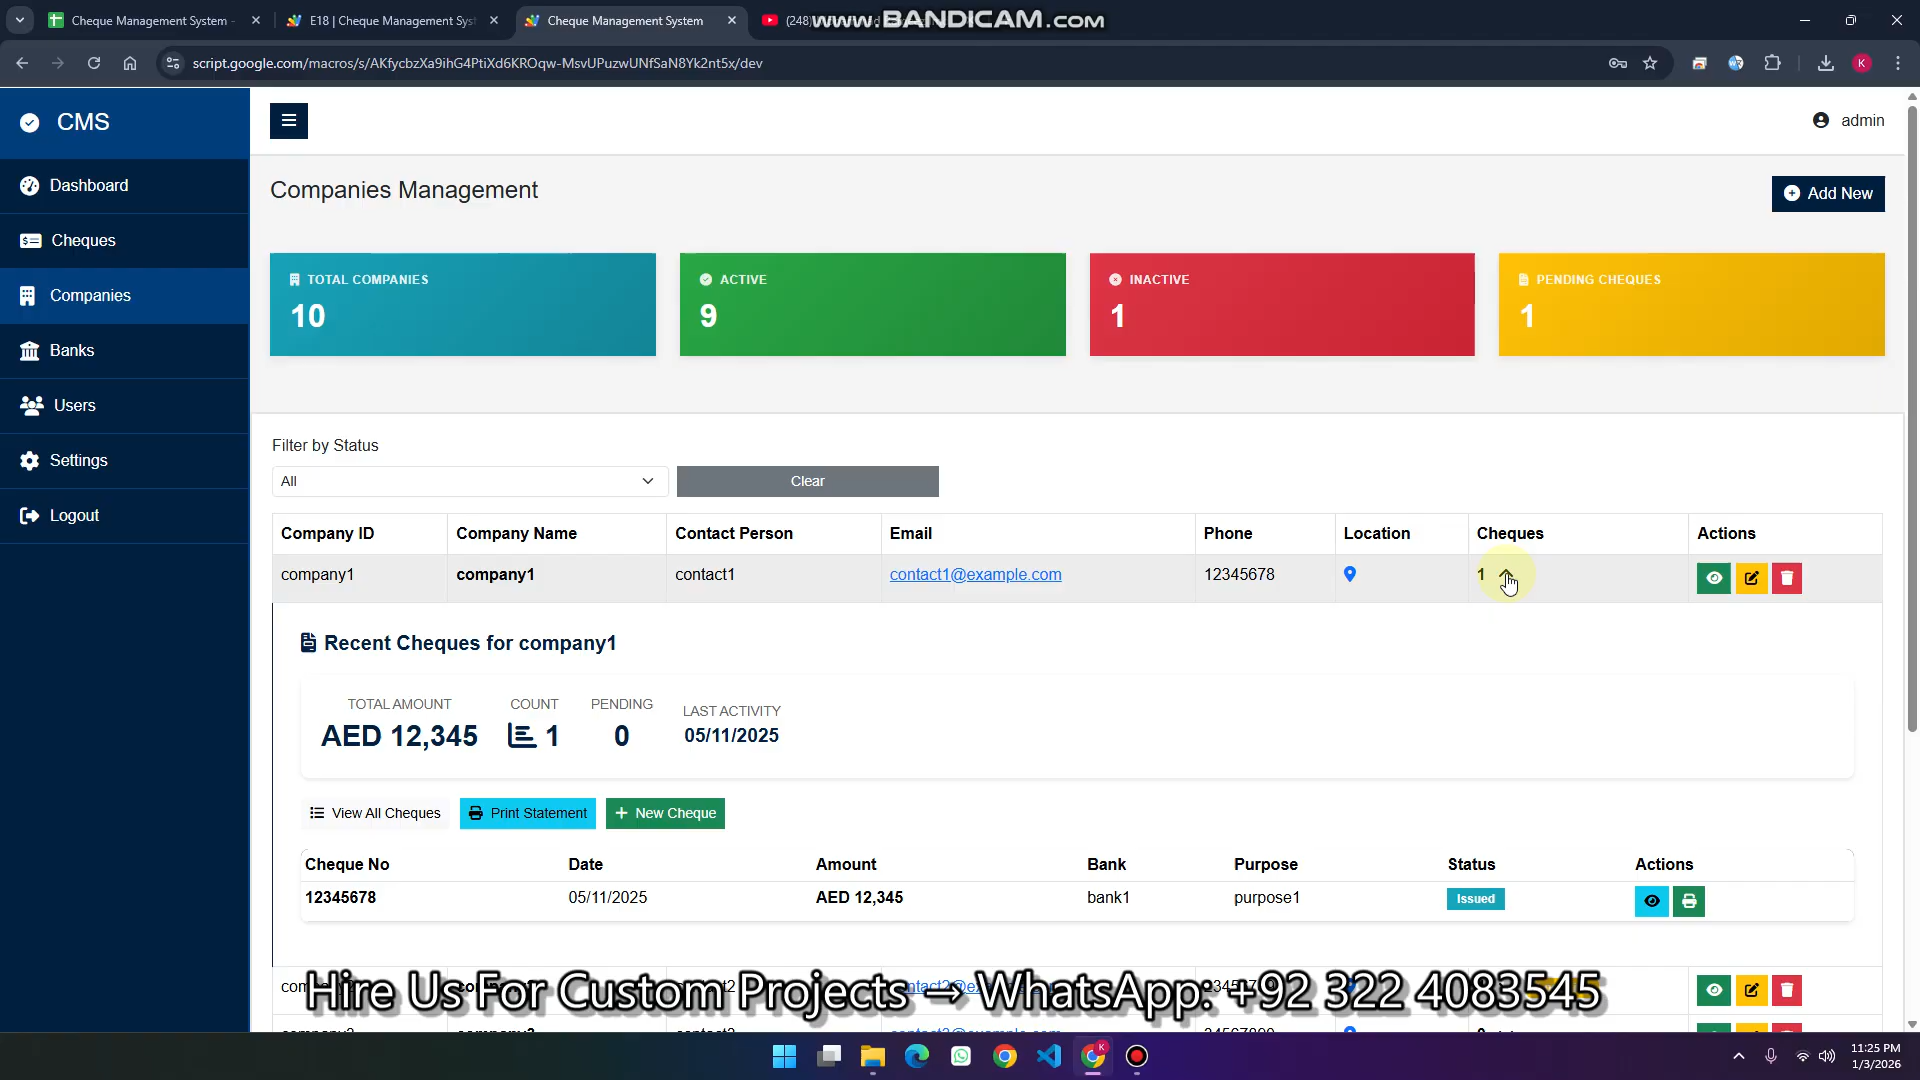 Cheque Management System -
E18 | Cheque Management Sys
Cheque Management System
(248)
WWW.BANDICAM.COM
script.google.com/macros/s/AKfycbzXa9ihG4PtiXd6KROqw-MsvUPuzwUNfSaN8Yk2nt5x/dev
K
CMS
admin
Dashboard
Cheques
Companies
Banks
Users
Settings
Logout
Companies Management
Add New
TOTAL COMPANIES
10
ACTIVE
9
INACTIVE
1
PENDING CHEQUES
1
Filter by Status
All
Clear
Company ID Company Name Contact Person Email Phone Location Cheques Actions
company1 company1 contact1 contact1@example.com 12345678 1
Recent Cheques for company1
TOTAL AMOUNT
AED 12,345
COUNT
1
PENDING
0
LAST ACTIVITY
05/11/2025
View All Cheques
Print Statement
New Cheque
Cheque No Date Amount Bank Purpose Status Actions
12345678 05/11/2025 AED 12,345 bank1 purpose1 Issued
Hire Us For Custom Projects → WhatsApp: +92 322 4083545
11:25 PM
1/3/2026